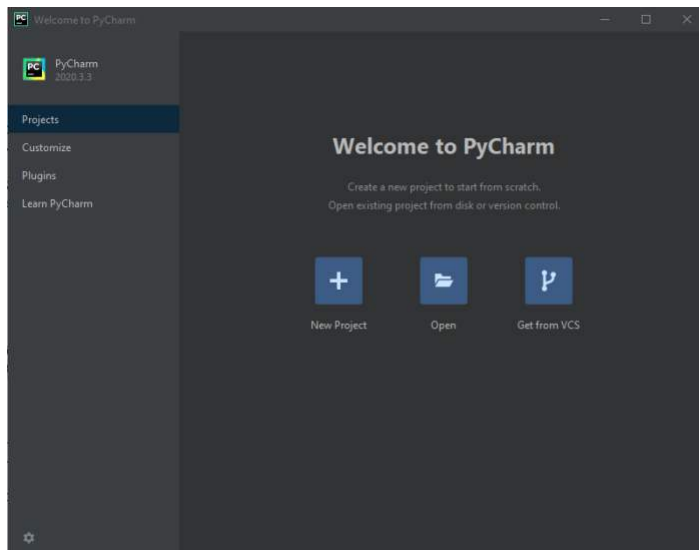 Welcome to PyCharm
PyCharm
2020.3.3
Projects
Customize
Plugins
Learn PyCharm
Welcome to PyCharm
Create a new project to start from scratch.
Open existing project from disk or version control.
New Project
Open
Get from VCS